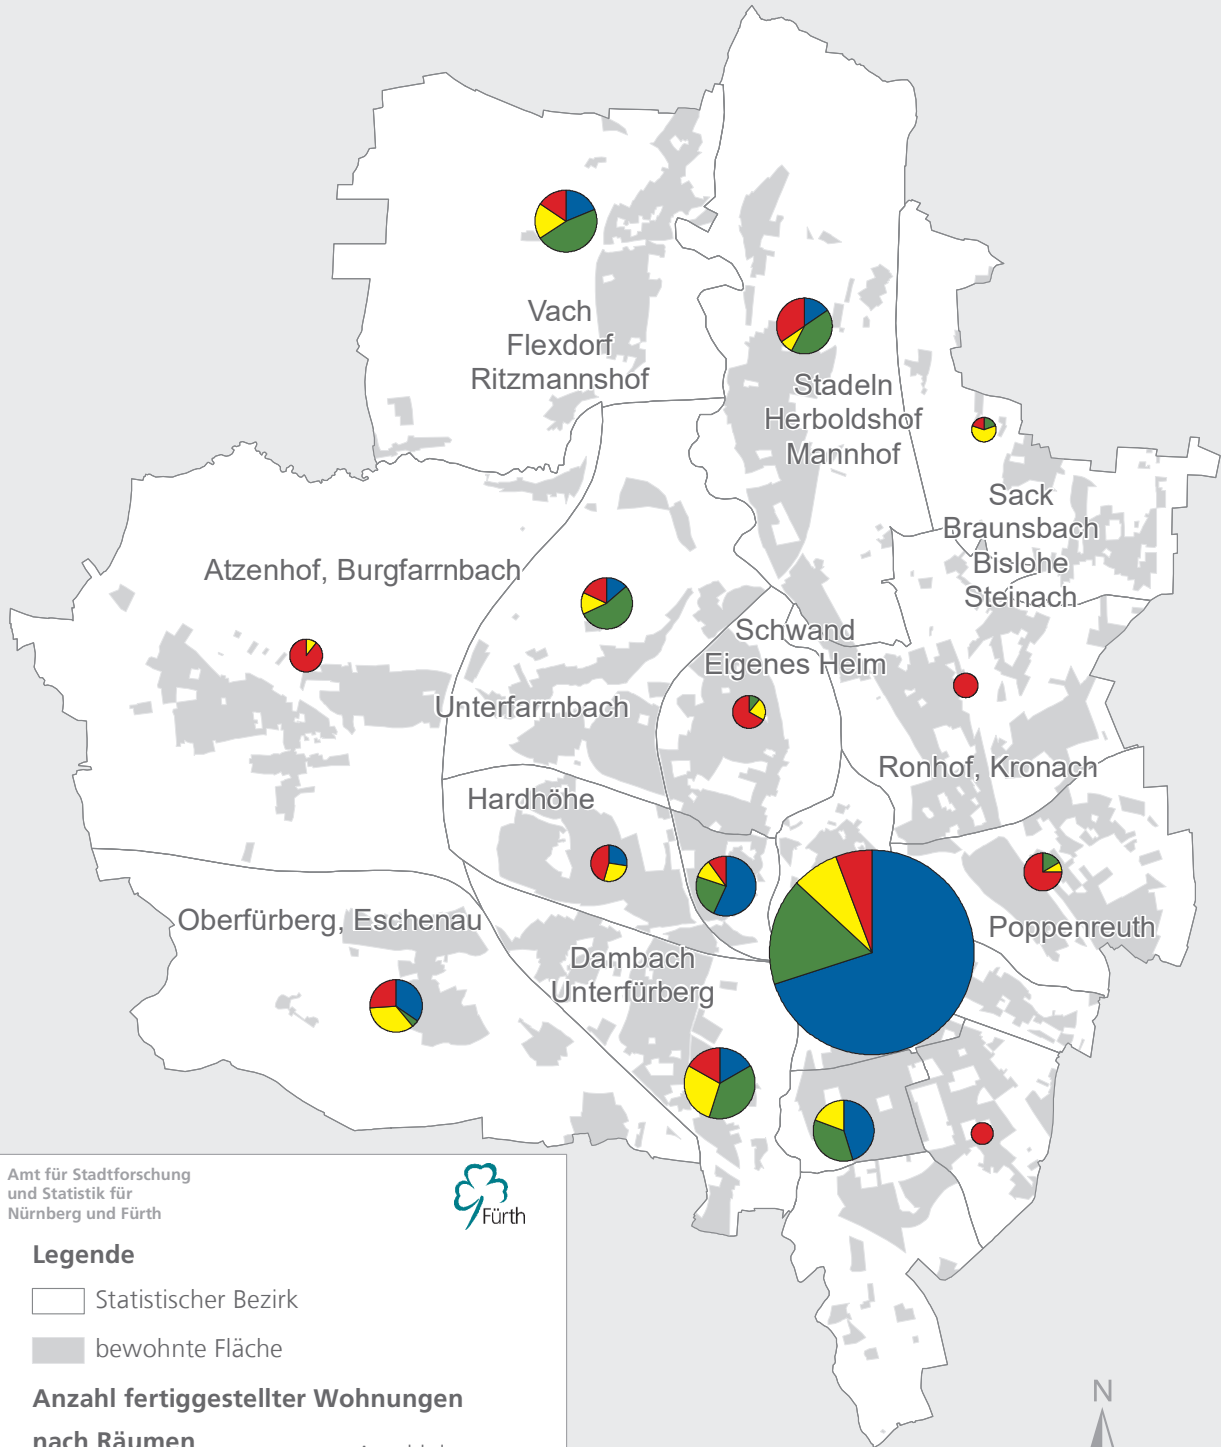 Vach
Flexdorf
Ritzmannshof
Stadeln
Herboldshof
Mannhof
Sack
Braunsbach
Bislohe
Steinach
Atzenhof, Burgfarrnbach
Schwand
Eigenes Heim
Unterfarrnbach
Ronhof, Kronach
Hardhöhe
Oberfürberg, Eschenau
Poppenreuth
Dambach
Unterfürberg
Amt für Stadtforschung
und Statistik für
Nürnberg und Fürth
Fürth
Legende
Statistischer Bezirk
bewohnte Fläche
Anzahl fertiggestellter Wohnungen
nach Räumen
N